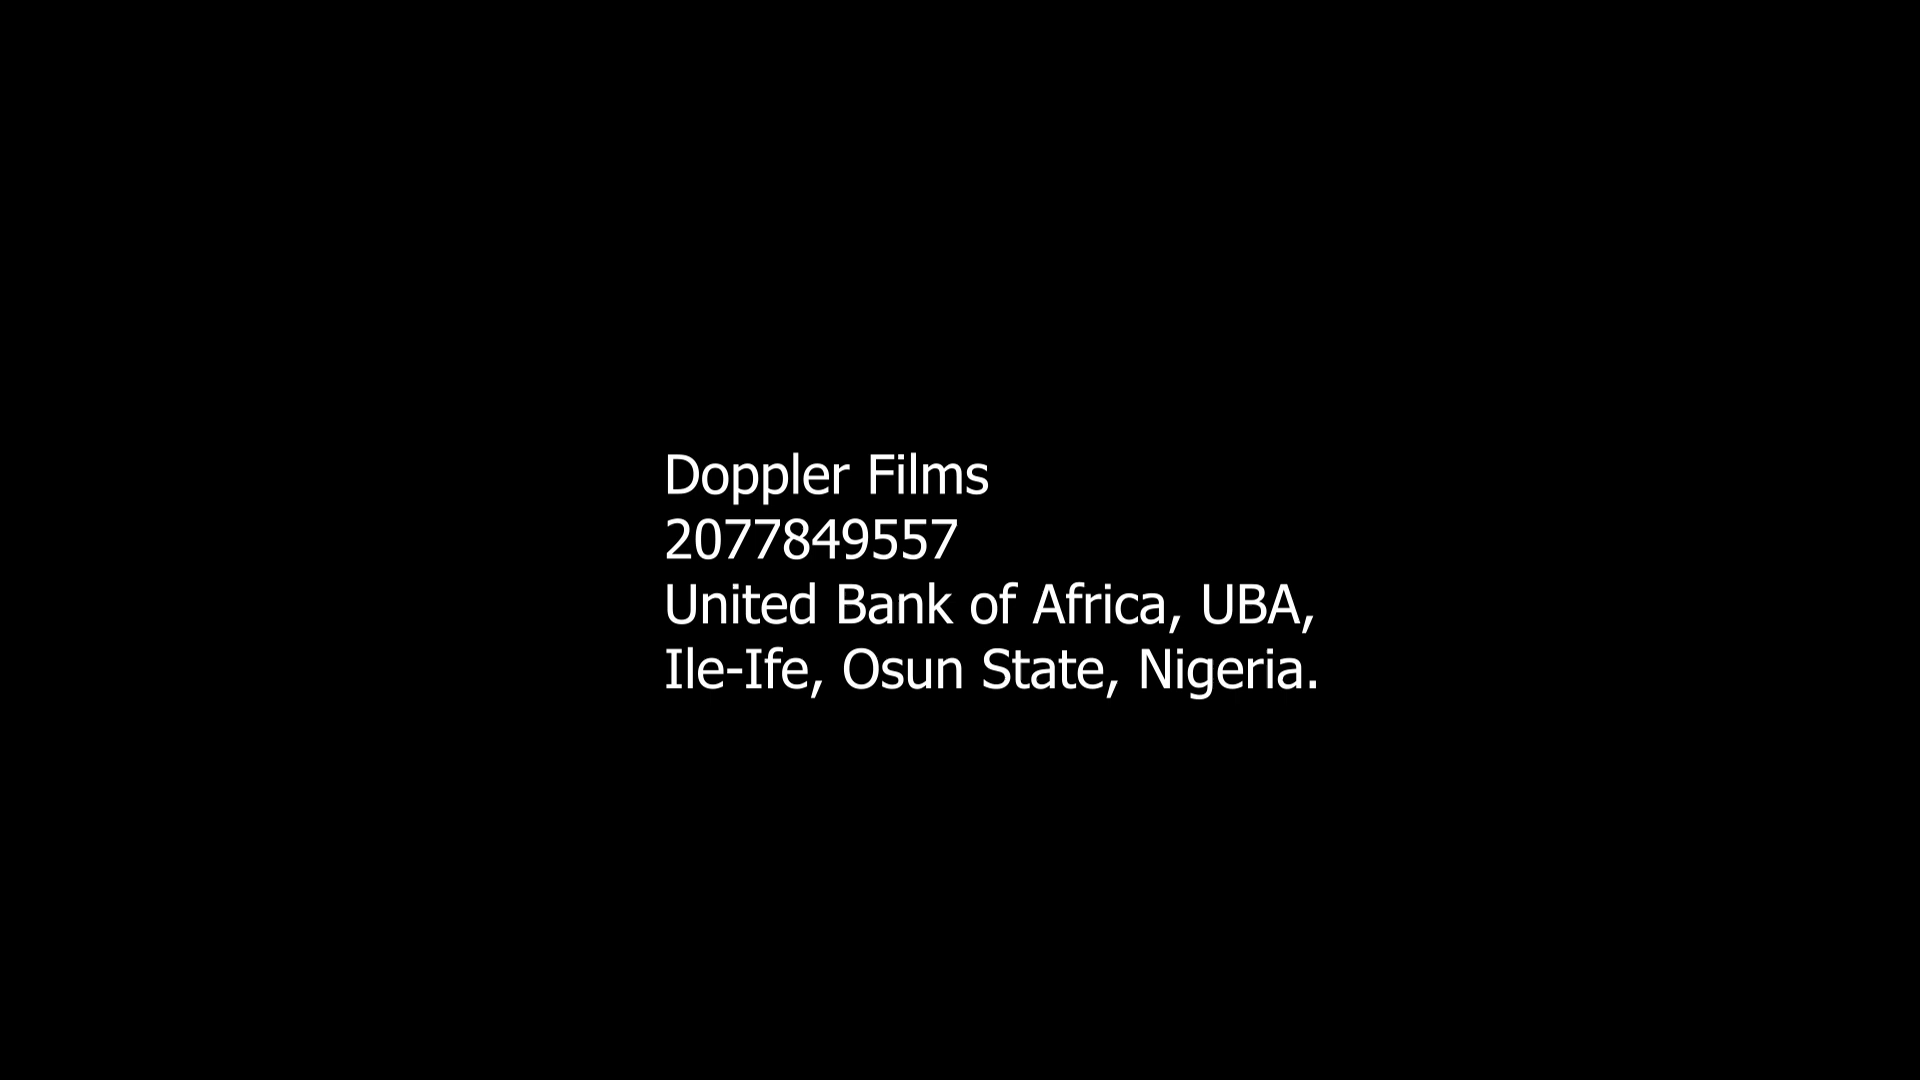 Doppler Films
2077849557
United Bank of Africa, UBA,
Ile-Ife, Osun State, Nigeria.